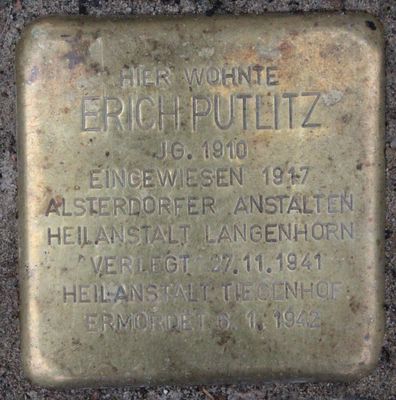 HIER WOHNTE
ERICH PUTLITZ
JG. 1910
EINGEWIESEN 1917
ALSTERDORFER ANSTALTEN
HEILANSTALT LANGENHORN
"VERLEGT" 27.11.1941
HEILANSTALT TIEGENHOF
ERMORDET 6.1.1942